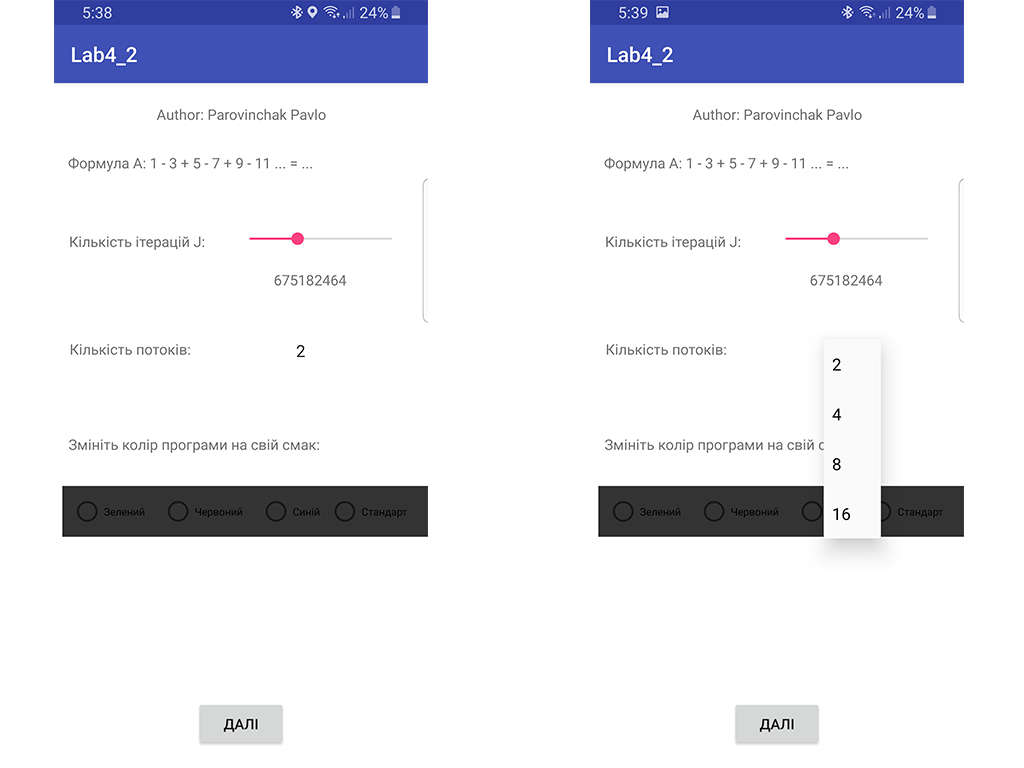 5:38 24%
Lab4_2
Author: Parovinchak Pavlo
Формула A: 1 - 3 + 5 - 7 + 9 - 11 ... = ...
Кількість ітерацій J:
675182464
Кількість потоків: 2
Змініть колір програми на свій смак:
Зелений Червоний Синій Стандарт
ДАЛІ
5:39 24%
Lab4_2
Author: Parovinchak Pavlo
Формула A: 1 - 3 + 5 - 7 + 9 - 11 ... = ...
Кількість ітерацій J:
675182464
Кількість потоків:
2
4
Змініть колір програми на свій с
8
Зелений Червоний Стандарт
16
ДАЛІ